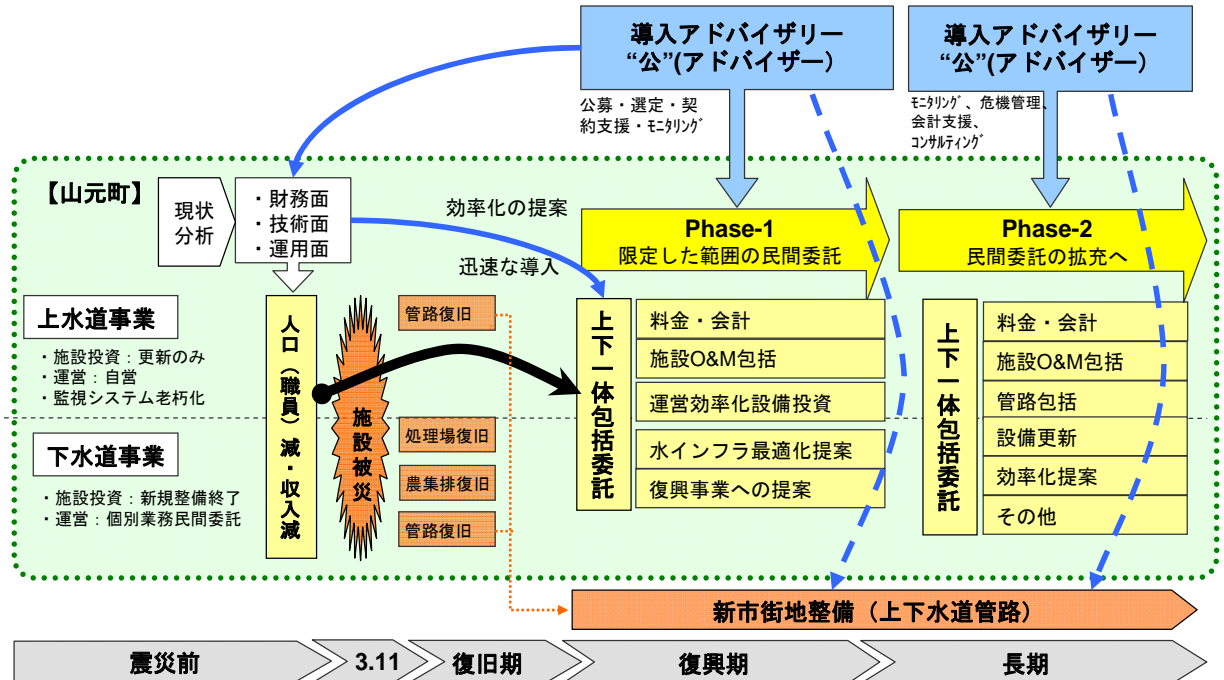 導入アドバイザリー
“公”(アドバイザー）
導入アドバイザリー
“公”(アドバイザー）
公募・選定・契
約支援・ﾓﾆﾀﾘﾝｸﾞ
ﾓﾆﾀﾘﾝｸﾞ、危機管理、
会計支援、
ｺﾝｻﾙﾃｨﾝｸﾞ
【山元町】
現状
分析
・財務面
・技術面
・運用面
効率化の提案
迅速な導入
Phase-1
限定した範囲の民間委託
Phase-2
民間委託の拡充へ
上水道事業
・施設投資：更新のみ
・運営：自営
・監視システム老朽化
下水道事業
・施設投資：新規整備終了
・運営：個別業務民間委託
人口（職員）減・収入減
施設被災
管路復旧
処理場復旧
農集排復旧
管路復旧
上下一体包括委託
料金・会計
施設O&M包括
運営効率化設備投資
水インフラ最適化提案
復興事業への提案
上下一体包括委託
料金・会計
施設O&M包括
管路包括
設備更新
効率化提案
その他
新市街地整備（上下水道管路）
震災前
3.11
復旧期
復興期
長期